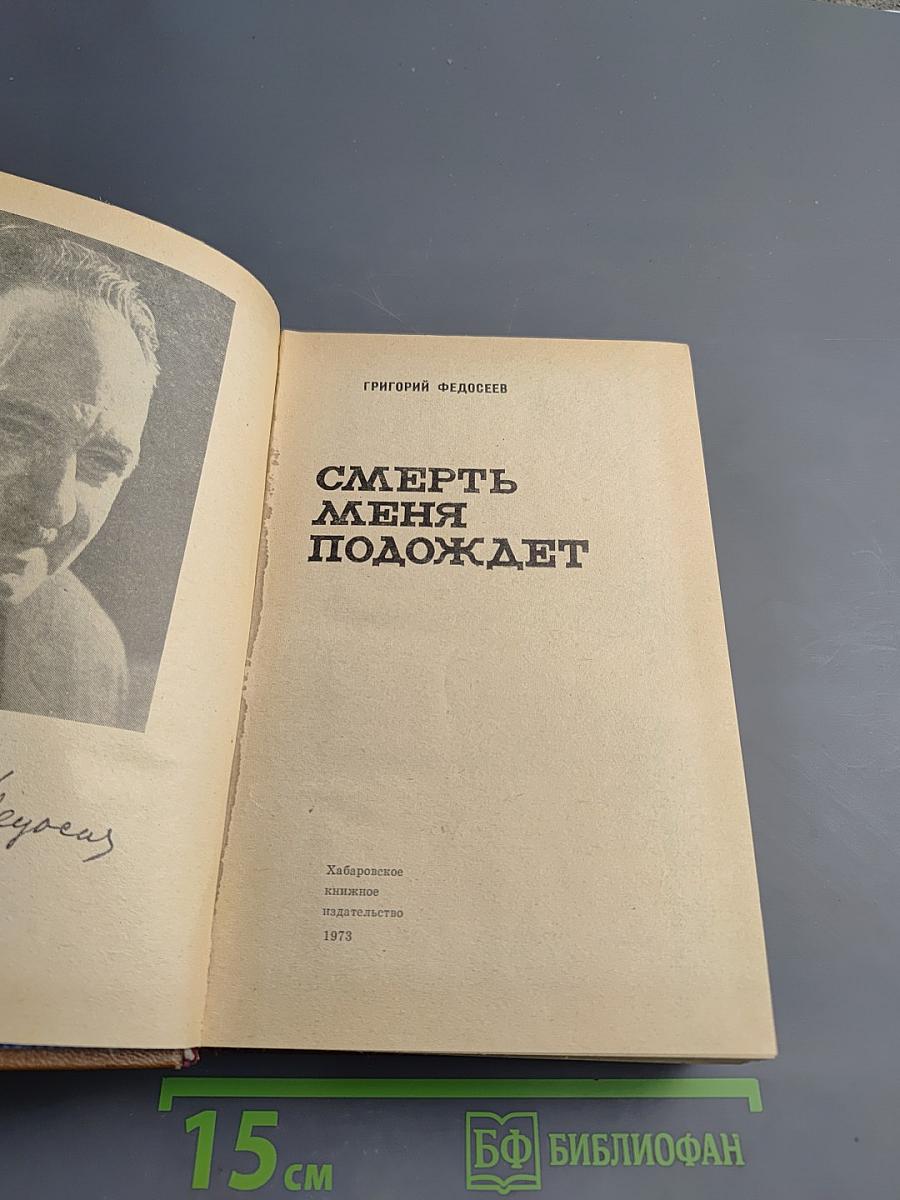 ГРИГОРИЙ ФЕДОСЕЕВ
СМЕРТЬ
МЕНЯ
ПОДОЖДЕТ
Хабаровское
книжное
издательство
1973
15 см
БФ БИБЛИОФАН